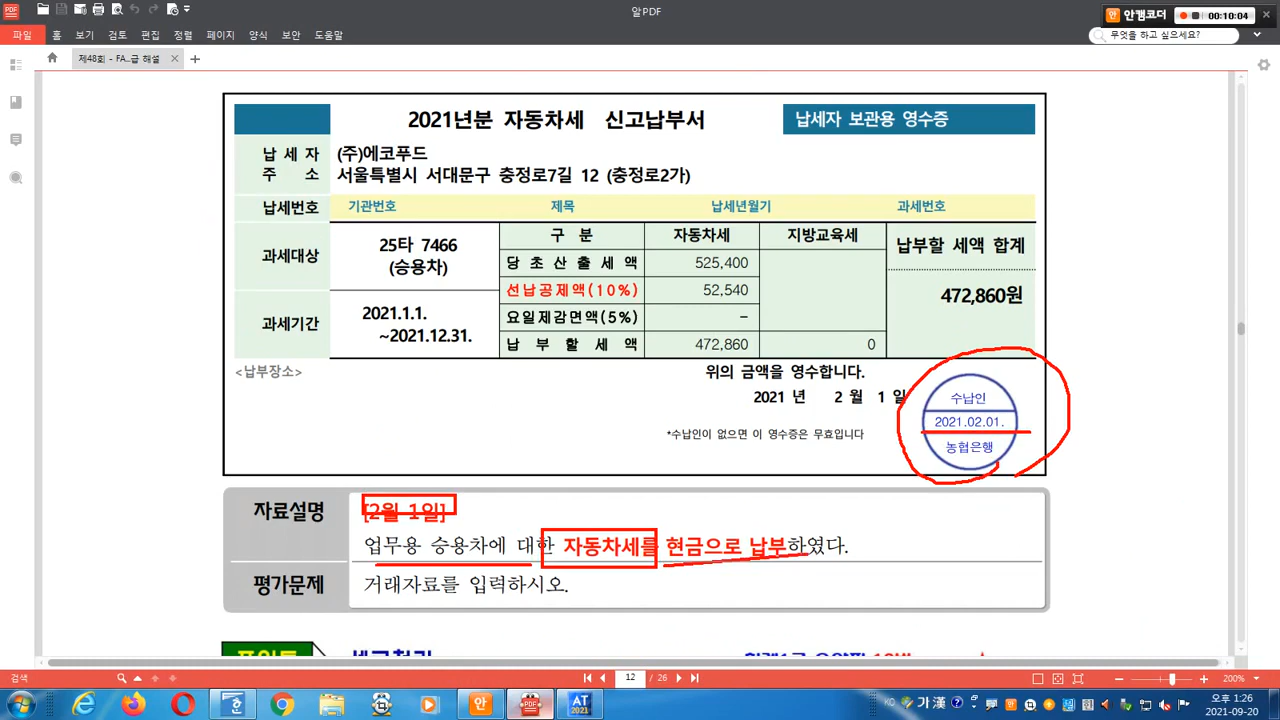 알PDF
안캠코더
00:10:04
파일 홈 보기 검토 편집 정렬 페이지 양식 보안 도움말
무엇을 하고 싶으세요?
제48회 - FA...급 해설
2021년분 자동차세 신고납부서
납세자 보관용 영수증
납 세 자 (주)에코푸드
주 소 서울특별시 서대문구 충정로7길 12 (충정로2가)
납세번호 기관번호 제목 납세년월기 과세번호
과세대상 25타 7466
(승용차)
구 분 자동차세 지방교육세 납부할 세액 합계
당 초 산 출 세 액 525,400
선납공제액(10%) 52,540
472,860원
과세기간 2021.1.1.
~2021.12.31.
요일제감면액(5%) –
납 부 할 세 액 472,860 0
<납부장소>
위의 금액을 영수합니다.
2021 년 2 월 1 일
*수납인이 없으면 이 영수증은 무효입니다
수납인
2021.02.01.
농협은행
자료설명 [2월 1일]
업무용 승용차에 대한 자동차세를 현금으로 납부하였다.
평가문제 거래자료를 입력하시오.
검색
12 / 26
200%
AT
2021
KO
가 漢
오후 1:26
2021-09-20